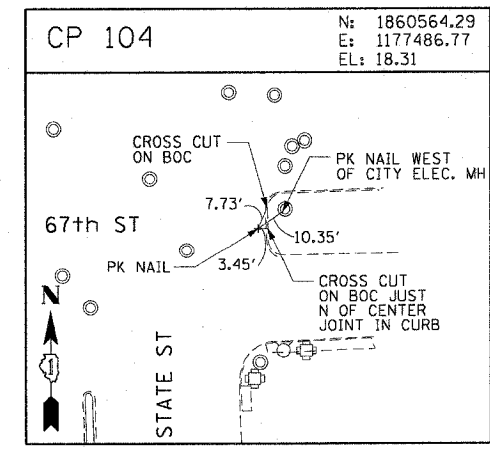 CP 104
N: 1860564.29
E: 1177486.77
EL: 18.31
CROSS CUT
ON BOC
PK NAIL WEST
OF CITY ELEC. MH
7.73'
67th ST
10.35'
PK NAIL
3.45'
CROSS CUT
ON BOC JUST
N OF CENTER
JOINT IN CURB
N
STATE ST